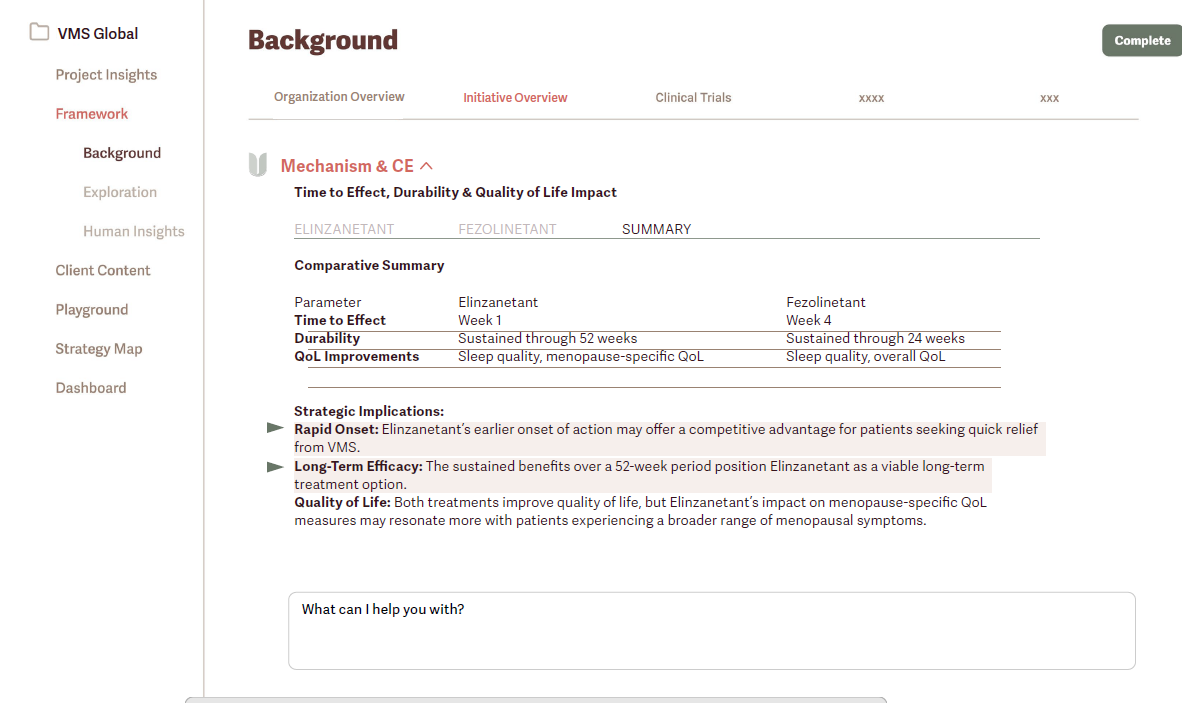 VMS Global
Project Insights
Framework
Background
Exploration
Human Insights
Client Content
Playground
Strategy Map
Dashboard
Background
Complete
Organization Overview Initiative Overview Clinical Trials xxxx xxx
Mechanism & CE
Time to Effect, Durability & Quality of Life Impact
ELINZANETANT FEZOLINETANT SUMMARY
Comparative Summary
Parameter Elinzanetant Fezolinetant
Time to Effect Week 1 Week 4
Durability Sustained through 52 weeks Sustained through 24 weeks
QoL Improvements Sleep quality, menopause-specific QoL Sleep quality, overall QoL
Strategic Implications:
Rapid Onset: Elinzanetant’s earlier onset of action may offer a competitive advantage for patients seeking quick relief
from VMS.
Long-Term Efficacy: The sustained benefits over a 52-week period position Elinzanetant as a viable long-term
treatment option.
Quality of Life: Both treatments improve quality of life, but Elinzanetant’s impact on menopause-specific QoL
measures may resonate more with patients experiencing a broader range of menopausal symptoms.
What can I help you with?